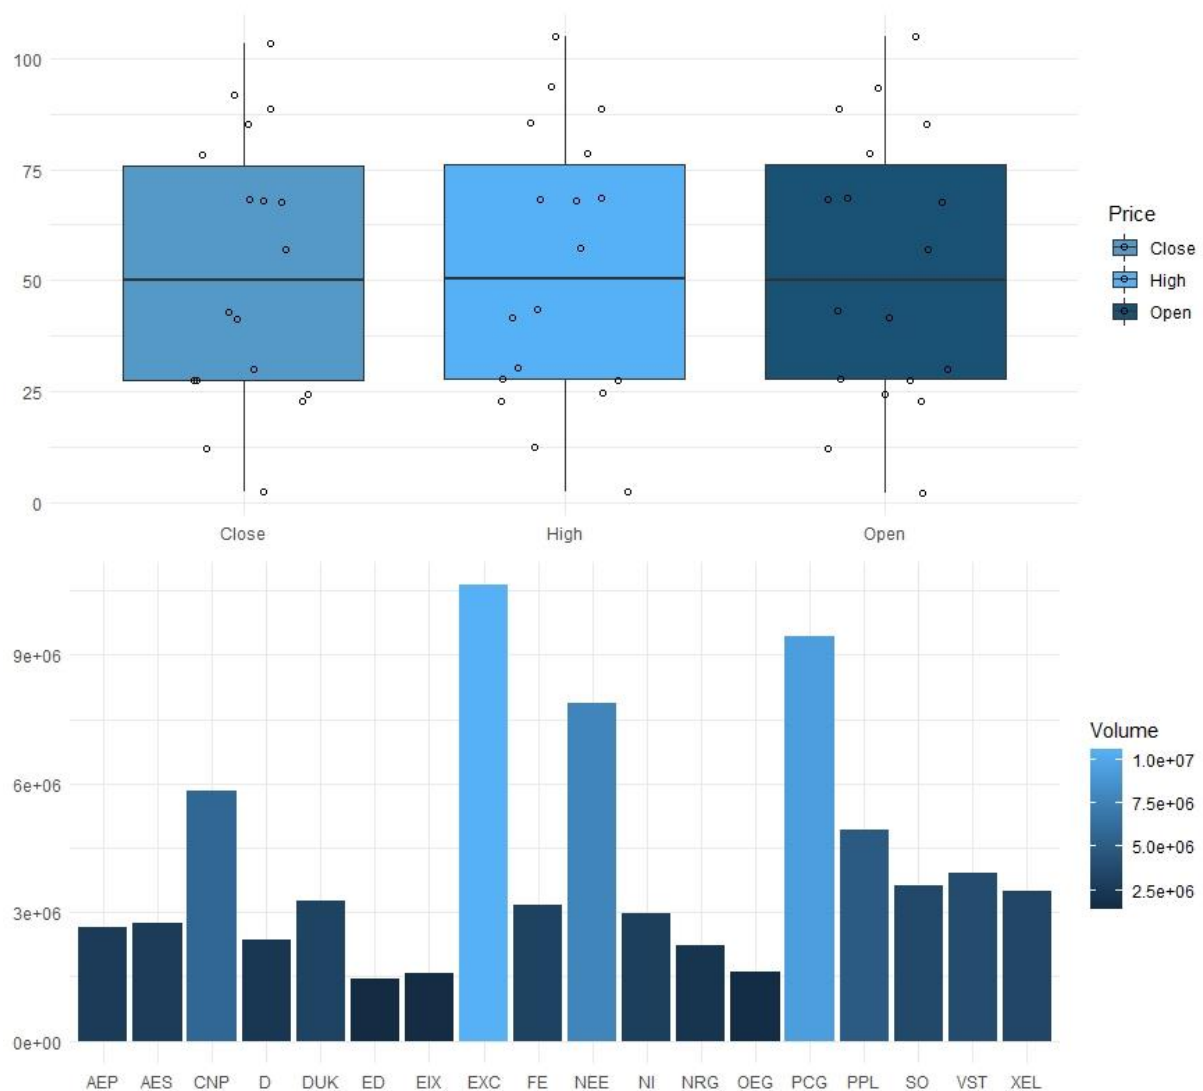 100
75
50
25
0
Close High Open
Price
Close
High
Open
9e+06
6e+06
3e+06
0e+00
AEP AES CNP D DUK ED EIX EXC FE NEE NI NRG OEG PCG PPL SO VST XEL
Volume
1.0e+07
7.5e+06
5.0e+06
2.5e+06